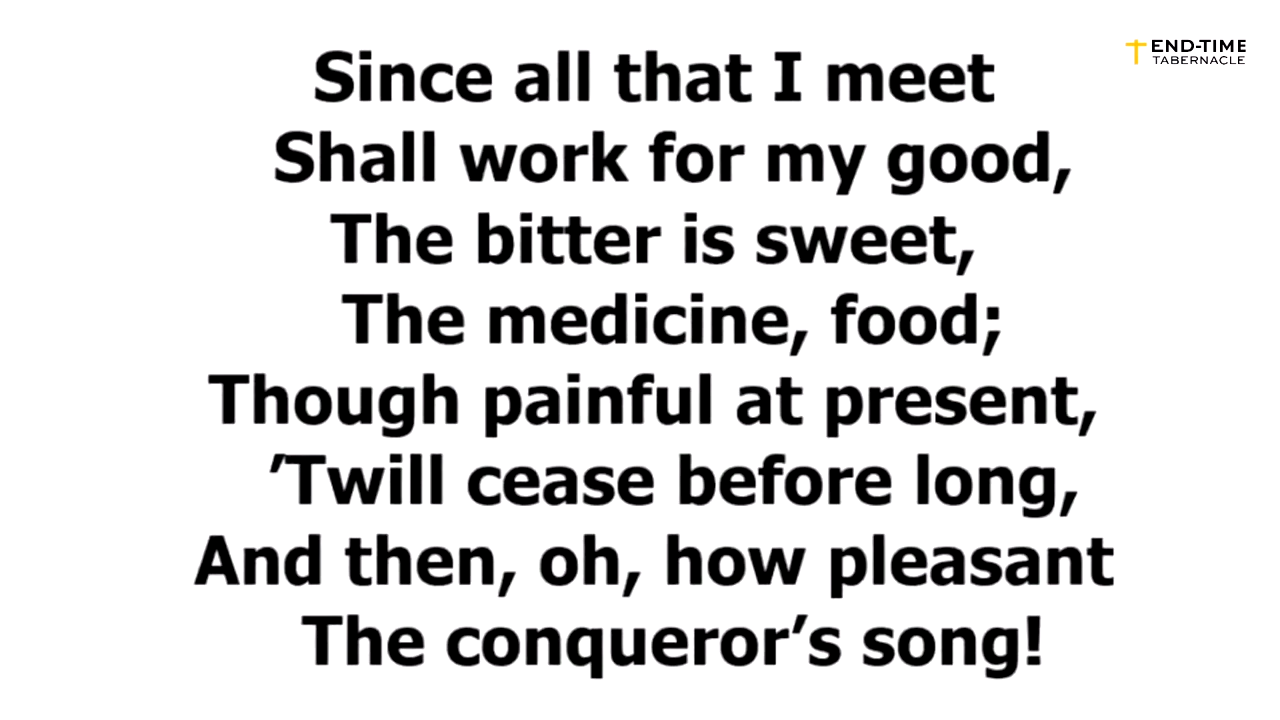 END-TIME
TABERNACLE
Since all that I meet
Shall work for my good,
The bitter is sweet,
The medicine, food;
Though painful at present,
’Twill cease before long,
And then, oh, how pleasant
The conqueror’s song!